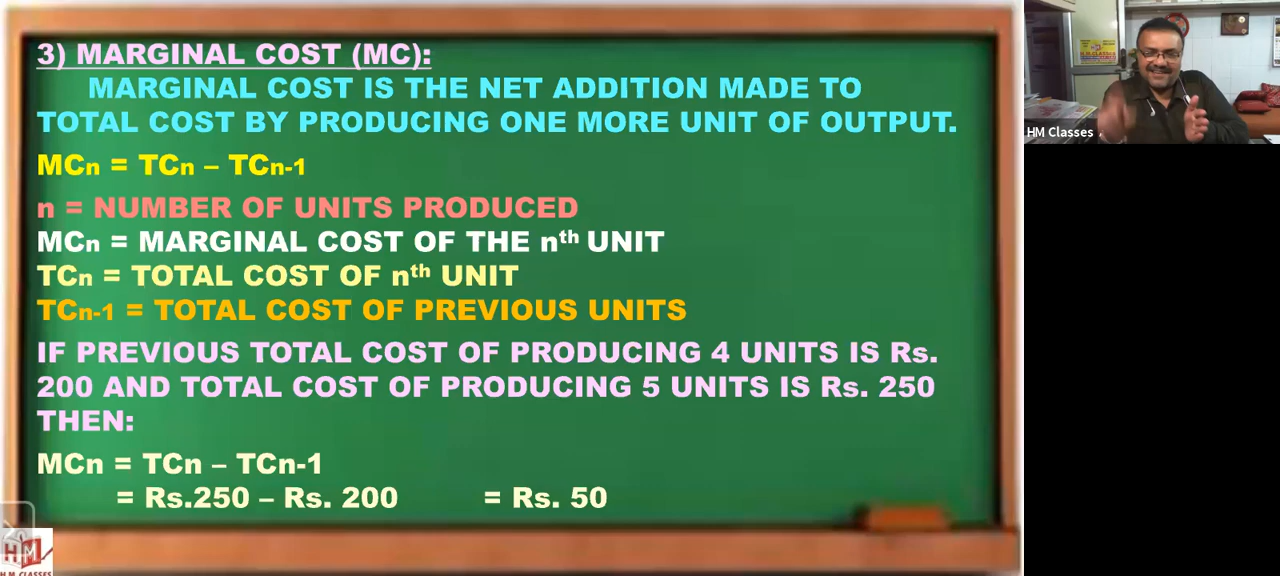 3) MARGINAL COST (MC):
MARGINAL COST IS THE NET ADDITION MADE TO
TOTAL COST BY PRODUCING ONE MORE UNIT OF OUTPUT.
MCn = TCn – TCn-1
n = NUMBER OF UNITS PRODUCED
MCn = MARGINAL COST OF THE nth UNIT
TCn = TOTAL COST OF nth UNIT
TCn-1 = TOTAL COST OF PREVIOUS UNITS
IF PREVIOUS TOTAL COST OF PRODUCING 4 UNITS IS Rs.
200 AND TOTAL COST OF PRODUCING 5 UNITS IS Rs. 250
THEN:
MCn = TCn – TCn-1
= Rs.250 – Rs. 200 = Rs. 50
HM Classes
HM
H.M. CLASSES